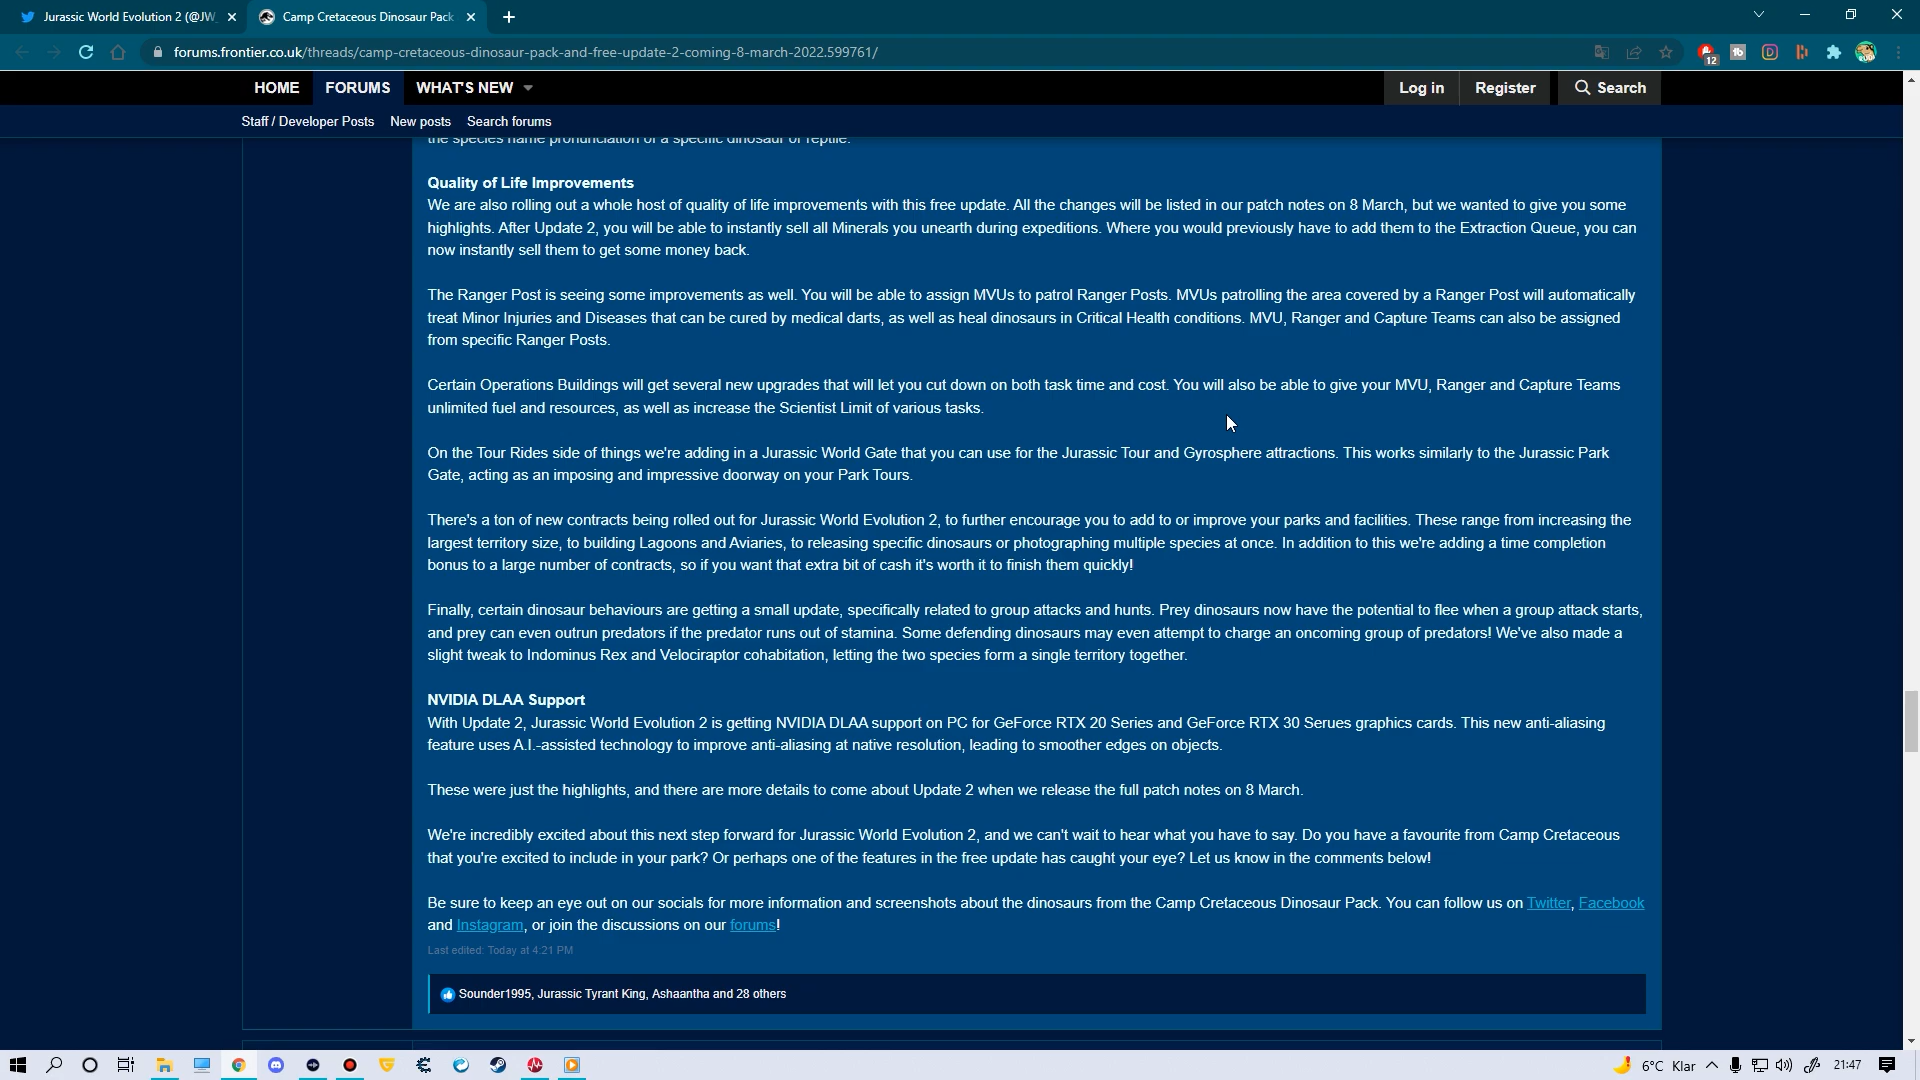 Jurassic World Evolution 2 (@JW_
Camp Cretaceous Dinosaur Pack
forums.frontier.co.uk/threads/camp-cretaceous-dinosaur-pack-and-free-update-2-coming-8-march-2022.599761/
12
HOME FORUMS WHAT'S NEW Log in Register Search
Staff / Developer Posts New posts Search forums
the species name pronunciation of a specific dinosaur or reptile.
Quality of Life Improvements
We are also rolling out a whole host of quality of life improvements with this free update. All the changes will be listed in our patch notes on 8 March, but we wanted to give you some
highlights. After Update 2, you will be able to instantly sell all Minerals you unearth during expeditions. Where you would previously have to add them to the Extraction Queue, you can
now instantly sell them to get some money back.
The Ranger Post is seeing some improvements as well. You will be able to assign MVUs to patrol Ranger Posts. MVUs patrolling the area covered by a Ranger Post will automatically
treat Minor Injuries and Diseases that can be cured by medical darts, as well as heal dinosaurs in Critical Health conditions. MVU, Ranger and Capture Teams can also be assigned
from specific Ranger Posts.
Certain Operations Buildings will get several new upgrades that will let you cut down on both task time and cost. You will also be able to give your MVU, Ranger and Capture Teams
unlimited fuel and resources, as well as increase the Scientist Limit of various tasks.
On the Tour Rides side of things we're adding in a Jurassic World Gate that you can use for the Jurassic Tour and Gyrosphere attractions. This works similarly to the Jurassic Park
Gate, acting as an imposing and impressive doorway on your Park Tours.
There's a ton of new contracts being rolled out for Jurassic World Evolution 2, to further encourage you to add to or improve your parks and facilities. These range from increasing the
largest territory size, to building Lagoons and Aviaries, to releasing specific dinosaurs or photographing multiple species at once. In addition to this we're adding a time completion
bonus to a large number of contracts, so if you want that extra bit of cash it's worth it to finish them quickly!
Finally, certain dinosaur behaviours are getting a small update, specifically related to group attacks and hunts. Prey dinosaurs now have the potential to flee when a group attack starts,
and prey can even outrun predators if the predator runs out of stamina. Some defending dinosaurs may even attempt to charge an oncoming group of predators! We've also made a
slight tweak to Indominus Rex and Velociraptor cohabitation, letting the two species form a single territory together.
NVIDIA DLAA Support
With Update 2, Jurassic World Evolution 2 is getting NVIDIA DLAA support on PC for GeForce RTX 20 Series and GeForce RTX 30 Serues graphics cards. This new anti-aliasing
feature uses A.I.-assisted technology to improve anti-aliasing at native resolution, leading to smoother edges on objects.
These were just the highlights, and there are more details to come about Update 2 when we release the full patch notes on 8 March.
We're incredibly excited about this next step forward for Jurassic World Evolution 2, and we can't wait to hear what you have to say. Do you have a favourite from Camp Cretaceous
that you're excited to include in your park? Or perhaps one of the features in the free update has caught your eye? Let us know in the comments below!
Be sure to keep an eye out on our socials for more information and screenshots about the dinosaurs from the Camp Cretaceous Dinosaur Pack. You can follow us on Twitter, Facebook
and Instagram, or join the discussions on our forums!
Last edited: Today at 4:21 PM
Sounder1995, Jurassic Tyrant King, Ashaantha and 28 others
6°C Klar 21:47